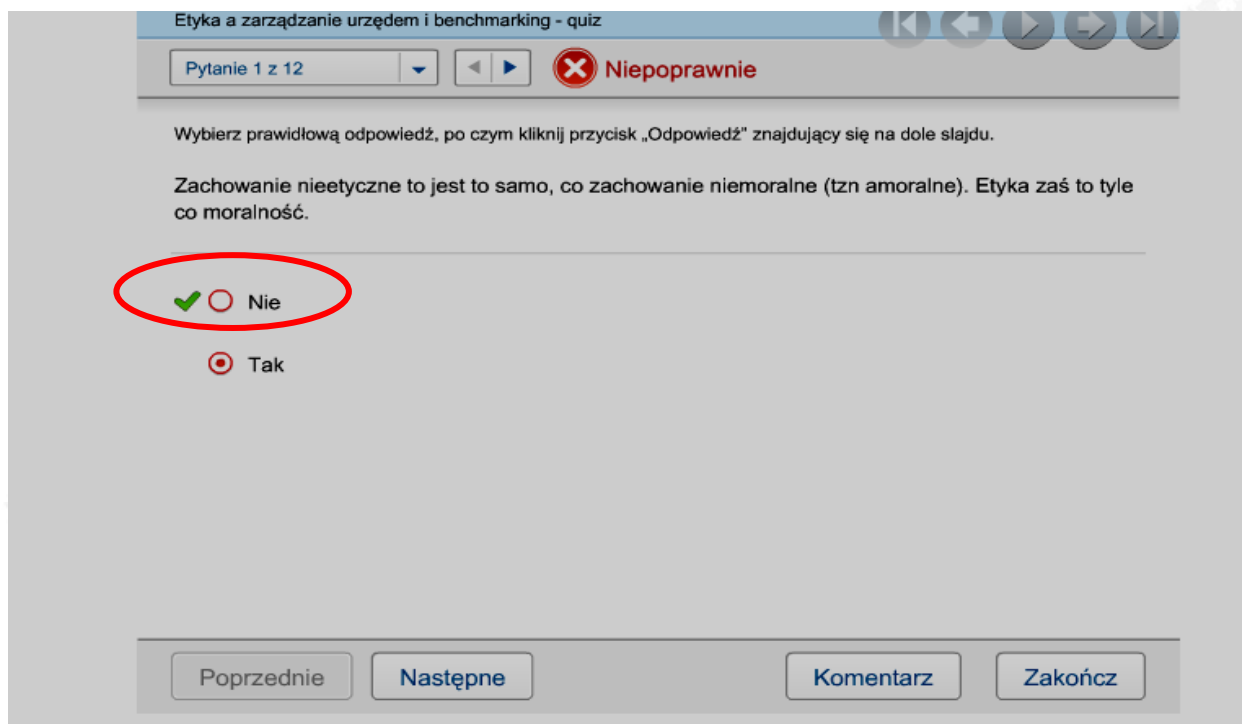 Etyka a zarządzanie urzędem i benchmarking - quiz
Pytanie 1 z 12
Niepoprawnie
Wybierz prawidłową odpowiedź, po czym kliknij przycisk „Odpowiedź” znajdujący się na dole slajdu.
Zachowanie nieetyczne to jest to samo, co zachowanie niemoralne (tzn amoralne). Etyka zaś to tyle
co moralność.
Nie
Tak
Poprzednie Następne Komentarz Zakończ